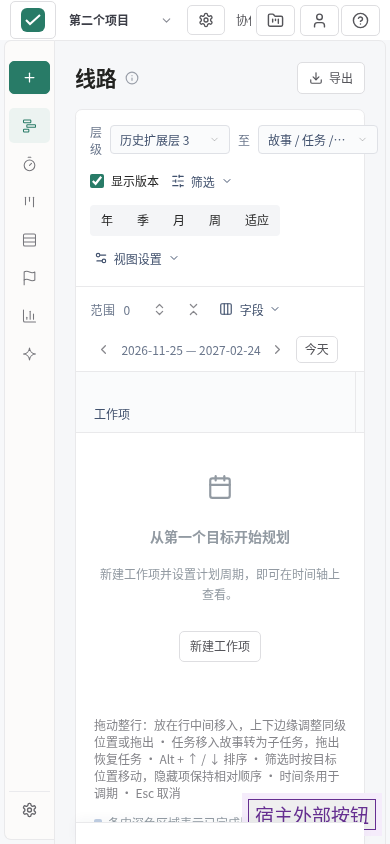 第二个项目
线路
导出
层级
历史扩展层 3
至
故事 / 任务 /…
显示版本
筛选
年 季 月 周 适应
视图设置
范围 0
字段
2026-11-25 — 2027-02-24
今天
工作项
从第一个目标开始规划
新建工作项并设置计划周期，即可在时间轴上
查看。
新建工作项
拖动整行：放在行中间移入，上下边缘调整同级
位置或拖出 · 任务移入故事转为子任务，拖出
恢复任务 · Alt + ↑ / ↓ 排序 · 筛选时按目标
位置移动，隐藏项保持相对顺序 · 时间条用于
调期 · Esc 取消
宿主外部按钮